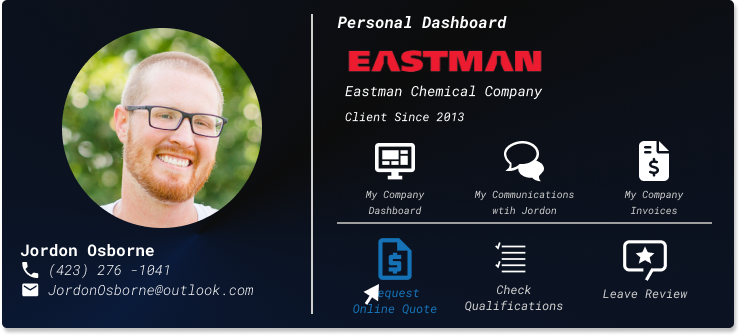 Personal Dashboard
EASTMAN
Eastman Chemical Company
Client Since 2013
My Company
Dashboard
My Communications
wtih Jordon
My Company
Invoices
Jordon Osborne
(423) 276 -1041
JordonOsborne@outlook.com
Request
Online Quote
Check
Qualifications
Leave Review